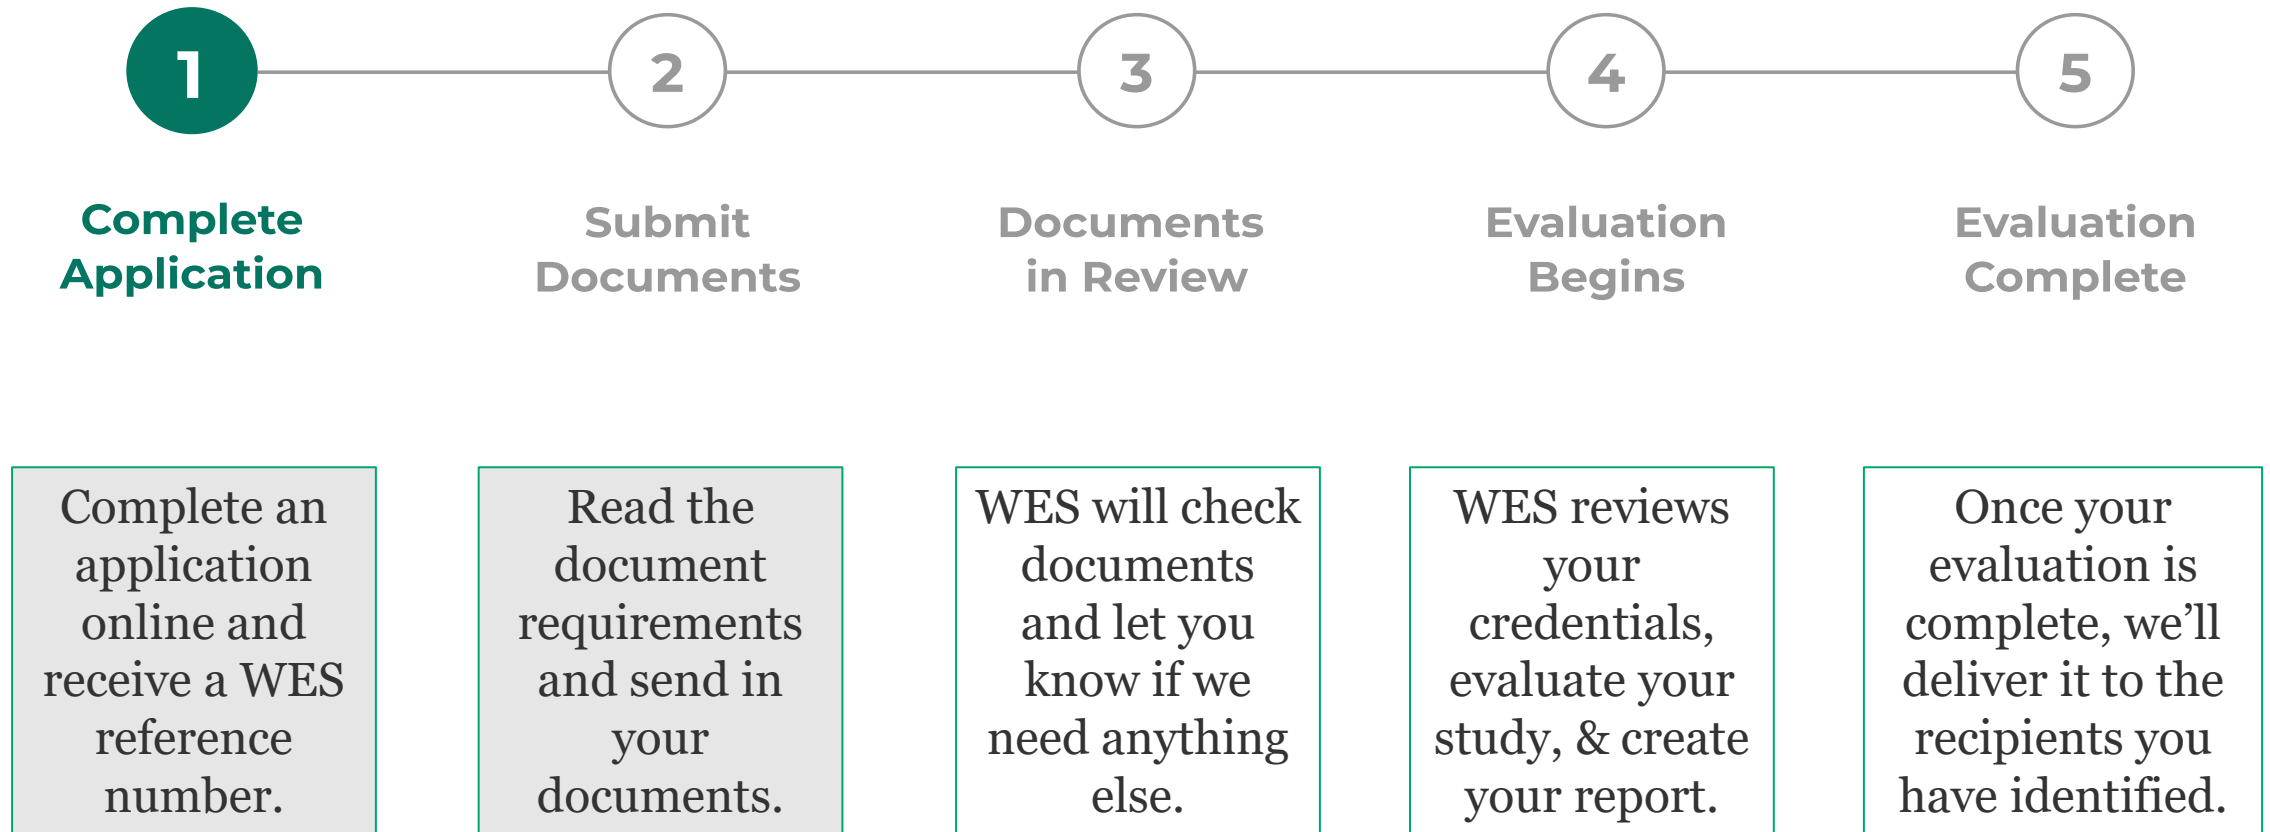 1
2
3
4
5
Complete
Application
Submit
Documents
Documents
in Review
Evaluation
Begins
Evaluation
Complete
Complete an
application
online and
receive a WES
reference
number.
Read the
document
requirements
and send in
your
documents.
WES will check
documents
and let you
know if we
need anything
else.
WES reviews
your
credentials,
evaluate your
study, & create
your report.
Once your
evaluation is
complete, we’ll
deliver it to the
recipients you
have identified.